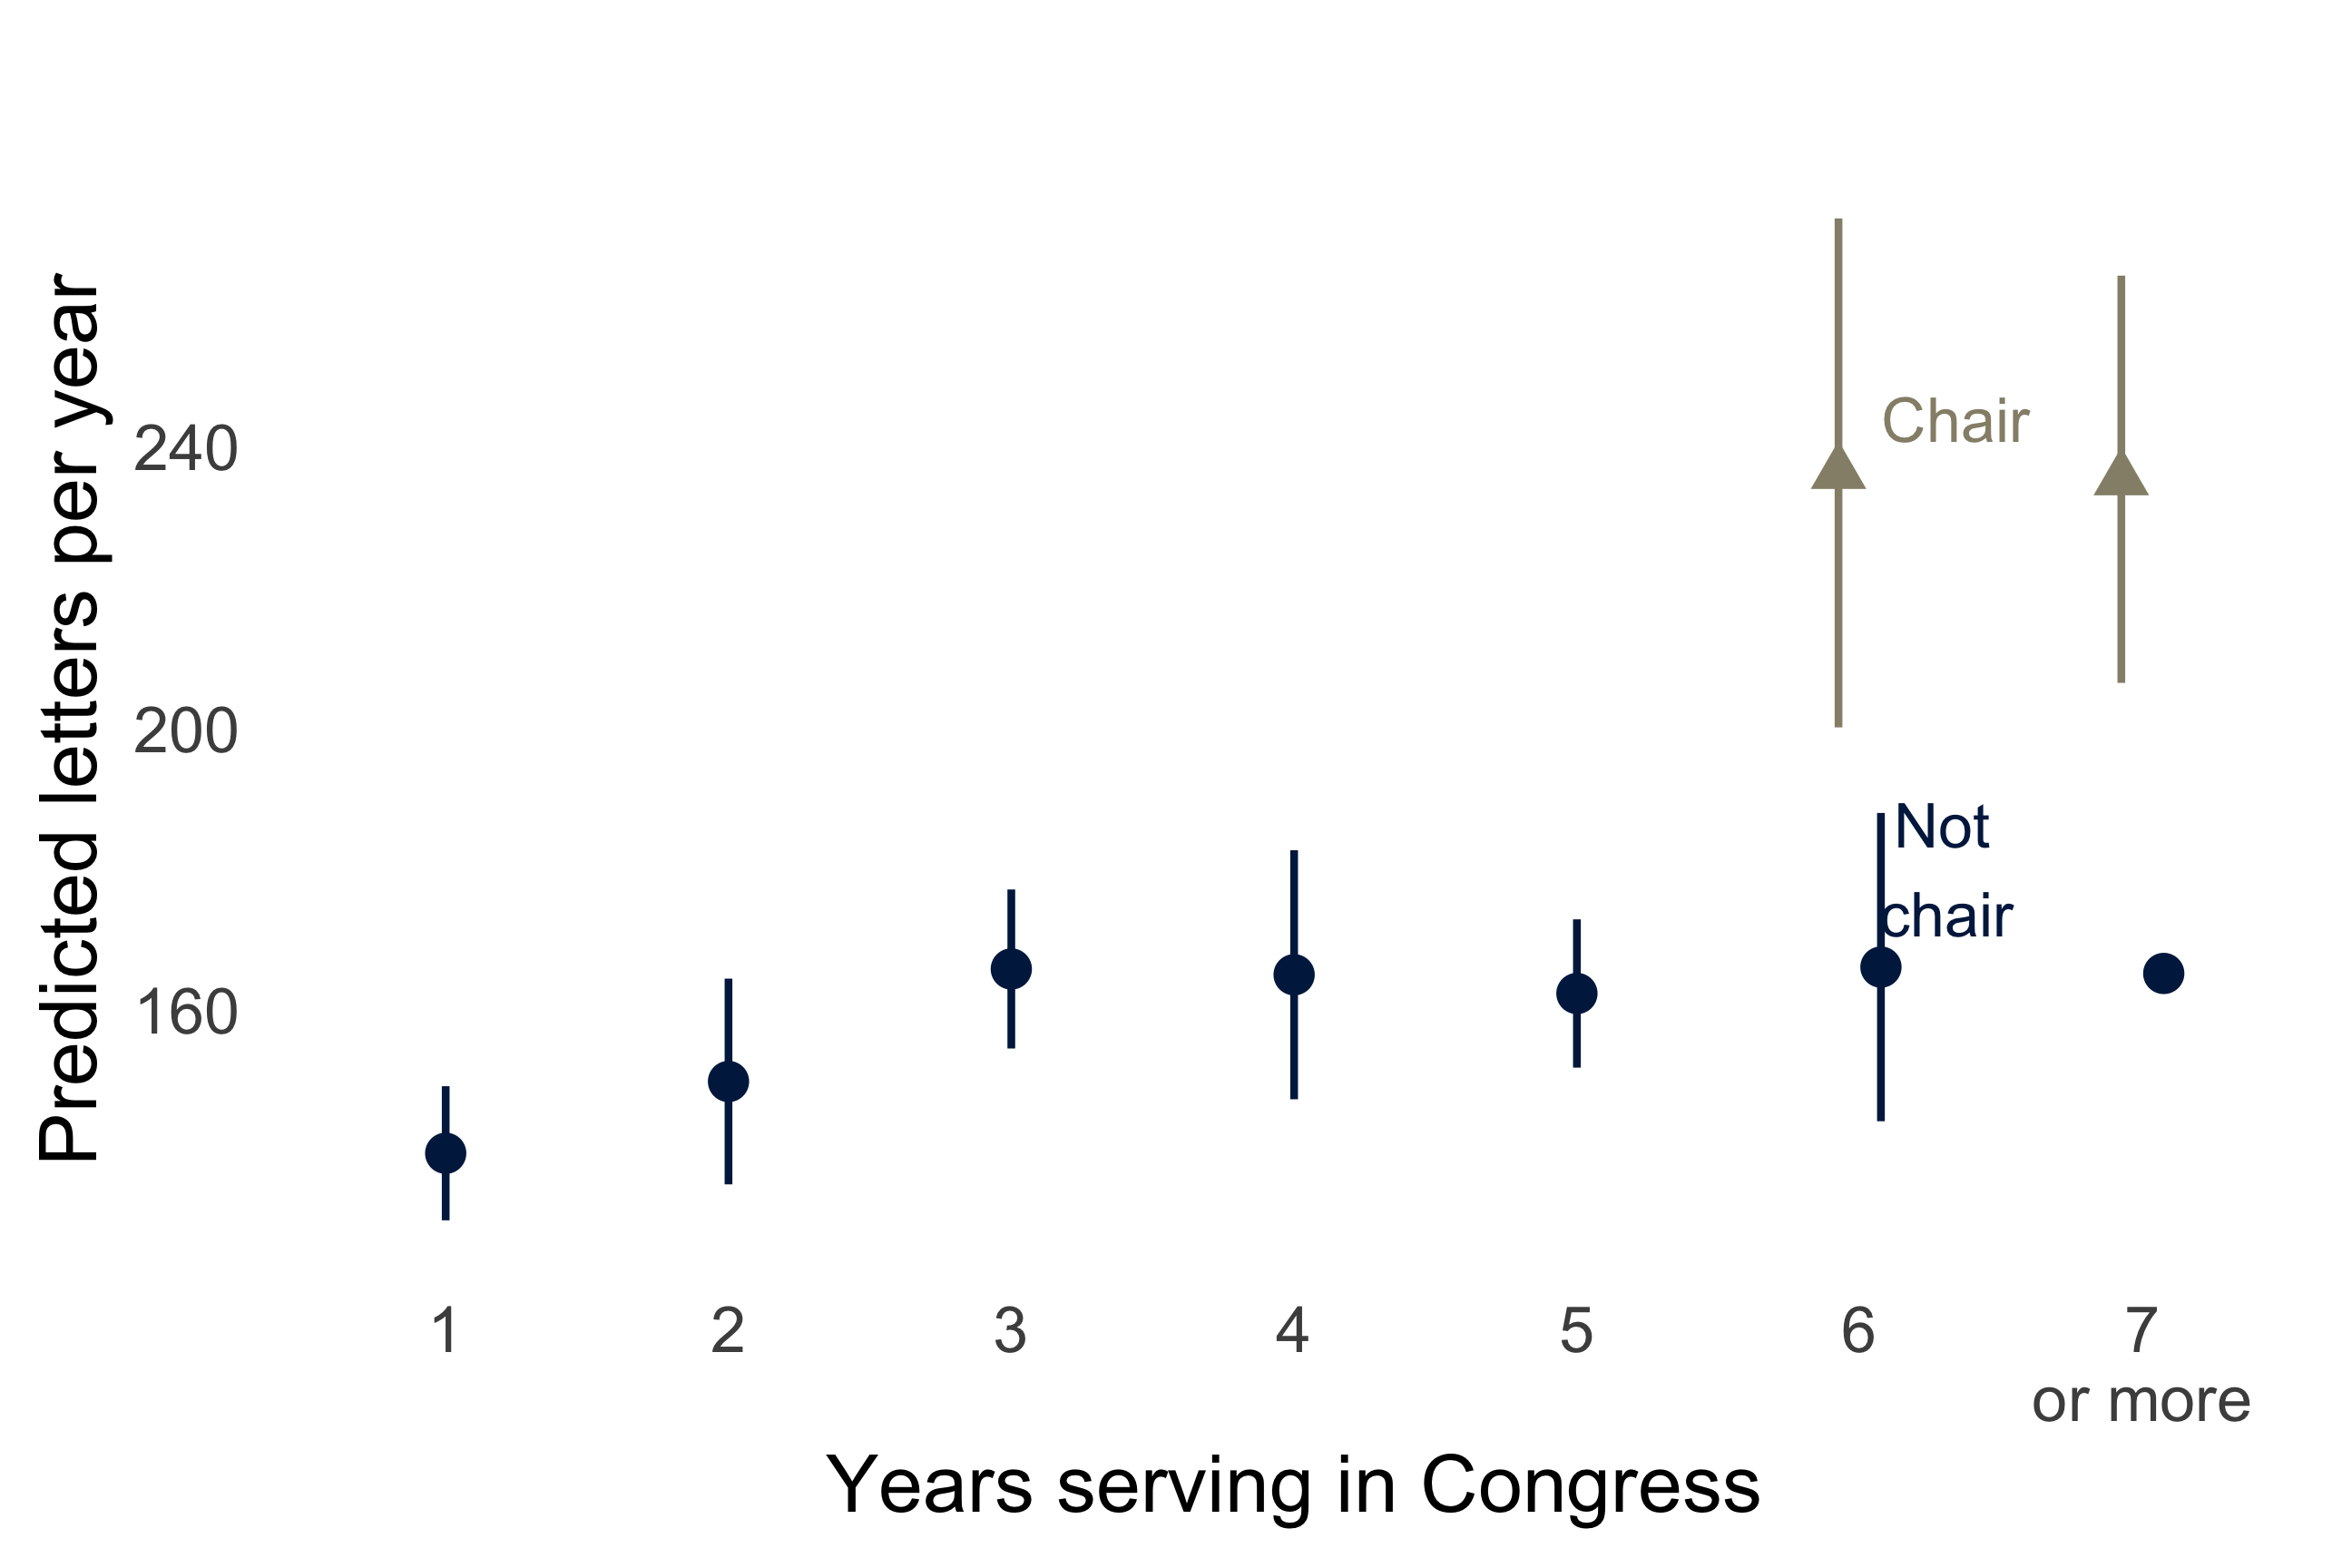 Predicted letters per year
240
200
160
Chair
Not
chair
1 2 3 4 5 6 7
or more
Years serving in Congress